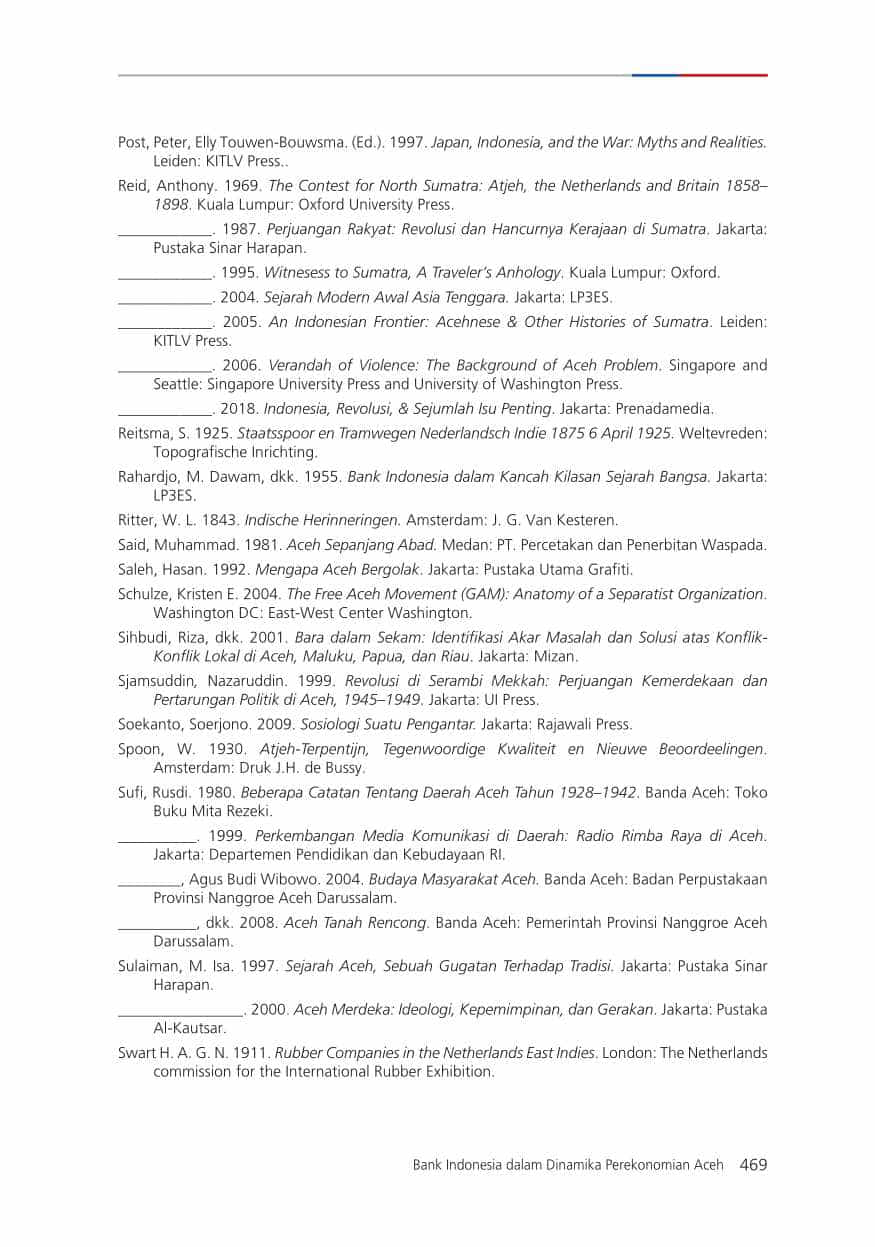 Post, Peter, Elly Touwen-Bouwsma. (Ed.). 1997. Japan, Indonesia, and the War: Myths and Realities.
Leiden: KITLV Press..
Reid, Anthony. 1969. The Contest for North Sumatra: Atjeh, the Netherlands and Britain 1858–
1898. Kuala Lumpur: Oxford University Press.
____________. 1987. Perjuangan Rakyat: Revolusi dan Hancurnya Kerajaan di Sumatra. Jakarta:
Pustaka Sinar Harapan.
____________. 1995. Witnesess to Sumatra, A Traveler’s Anhology. Kuala Lumpur: Oxford.
____________. 2004. Sejarah Modern Awal Asia Tenggara. Jakarta: LP3ES.
____________. 2005. An Indonesian Frontier: Acehnese & Other Histories of Sumatra. Leiden:
KITLV Press.
____________. 2006. Verandah of Violence: The Background of Aceh Problem. Singapore and
Seattle: Singapore University Press and University of Washington Press.
____________. 2018. Indonesia, Revolusi, & Sejumlah Isu Penting. Jakarta: Prenadamedia.
Reitsma, S. 1925. Staatsspoor en Tramwegen Nederlandsch Indie 1875 6 April 1925. Weltevreden:
Topografische Inrichting.
Rahardjo, M. Dawam, dkk. 1955. Bank Indonesia dalam Kancah Kilasan Sejarah Bangsa. Jakarta:
LP3ES.
Ritter, W. L. 1843. Indische Herinneringen. Amsterdam: J. G. Van Kesteren.
Said, Muhammad. 1981. Aceh Sepanjang Abad. Medan: PT. Percetakan dan Penerbitan Waspada.
Saleh, Hasan. 1992. Mengapa Aceh Bergolak. Jakarta: Pustaka Utama Grafiti.
Schulze, Kristen E. 2004. The Free Aceh Movement (GAM): Anatomy of a Separatist Organization.
Washington DC: East-West Center Washington.
Sihbudi, Riza, dkk. 2001. Bara dalam Sekam: Identifikasi Akar Masalah dan Solusi atas Konflik-
Konflik Lokal di Aceh, Maluku, Papua, dan Riau. Jakarta: Mizan.
Sjamsuddin, Nazaruddin. 1999. Revolusi di Serambi Mekkah: Perjuangan Kemerdekaan dan
Pertarungan Politik di Aceh, 1945–1949. Jakarta: UI Press.
Soekanto, Soerjono. 2009. Sosiologi Suatu Pengantar. Jakarta: Rajawali Press.
Spoon, W. 1930. Atjeh-Terpentijn, Tegenwoordige Kwaliteit en Nieuwe Beoordeelingen.
Amsterdam: Druk J.H. de Bussy.
Sufi, Rusdi. 1980. Beberapa Catatan Tentang Daerah Aceh Tahun 1928–1942. Banda Aceh: Toko
Buku Mita Rezeki.
__________. 1999. Perkembangan Media Komunikasi di Daerah: Radio Rimba Raya di Aceh.
Jakarta: Departemen Pendidikan dan Kebudayaan RI.
________, Agus Budi Wibowo. 2004. Budaya Masyarakat Aceh. Banda Aceh: Badan Perpustakaan
Provinsi Nanggroe Aceh Darussalam.
__________, dkk. 2008. Aceh Tanah Rencong. Banda Aceh: Pemerintah Provinsi Nanggroe Aceh
Darussalam.
Sulaiman, M. Isa. 1997. Sejarah Aceh, Sebuah Gugatan Terhadap Tradisi. Jakarta: Pustaka Sinar
Harapan.
________________. 2000. Aceh Merdeka: Ideologi, Kepemimpinan, dan Gerakan. Jakarta: Pustaka
Al-Kautsar.
Swart H. A. G. N. 1911. Rubber Companies in the Netherlands East Indies. London: The Netherlands
commission for the International Rubber Exhibition.
Bank Indonesia dalam Dinamika Perekonomian Aceh 469